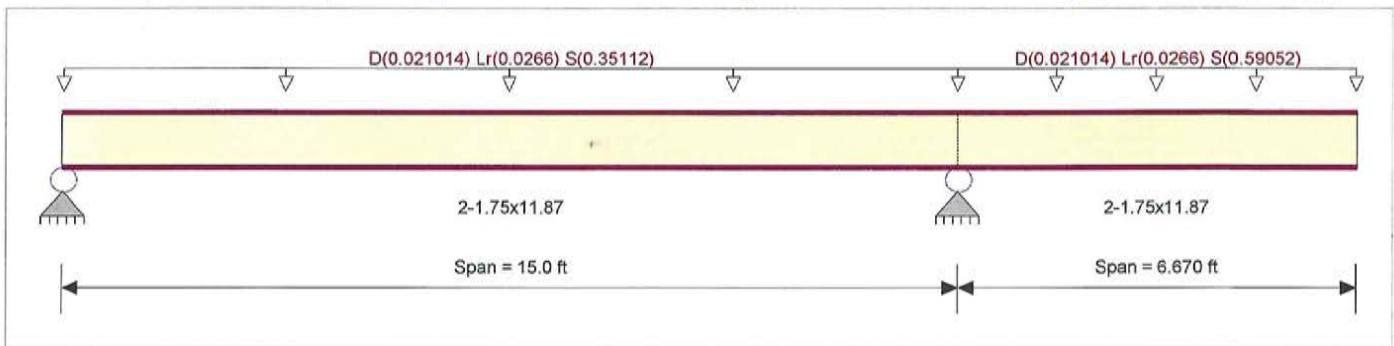 D(0.021014) Lr(0.0266) S(0.35112)
D(0.021014) Lr(0.0266) S(0.59052)
2-1.75x11.87
2-1.75x11.87
Span = 15.0 ft
Span = 6.670 ft